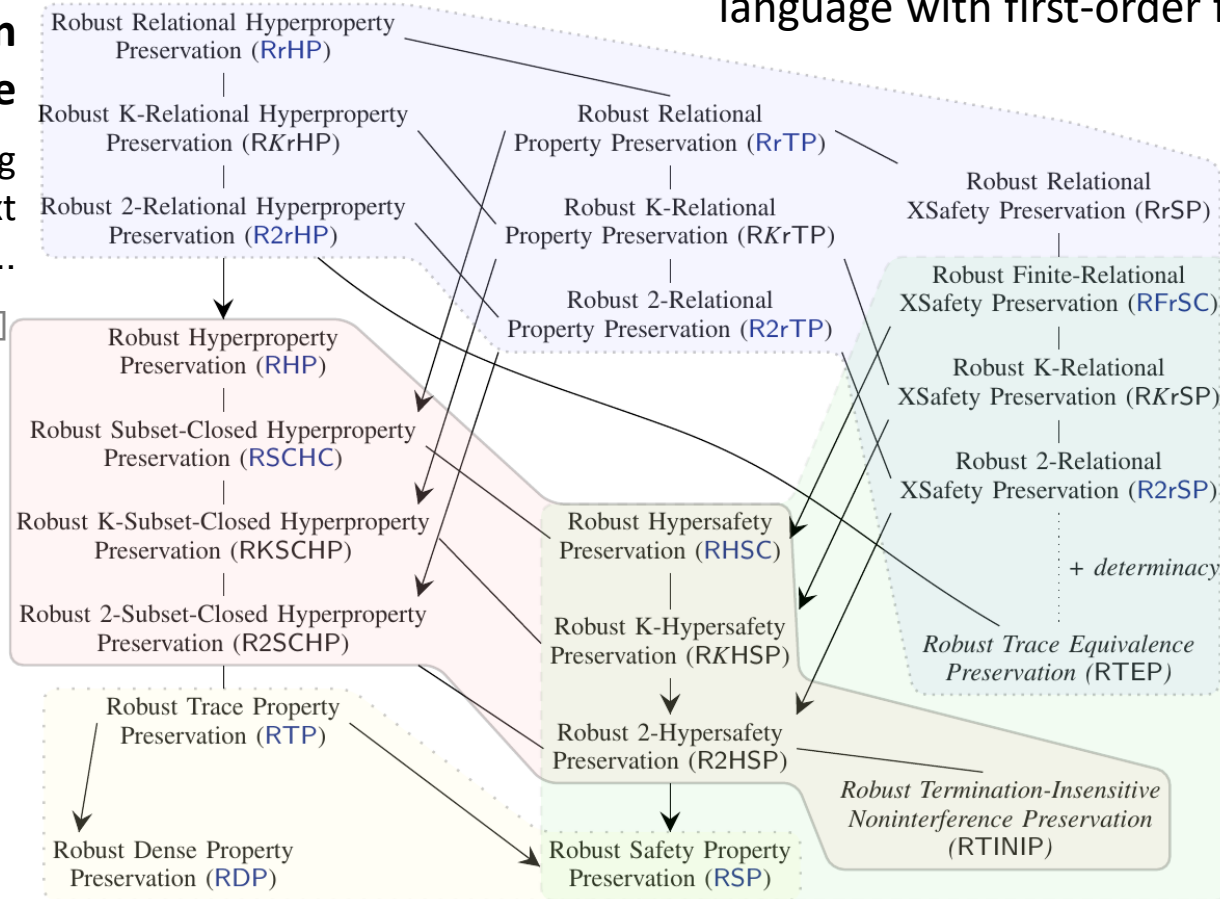 n
e
g
xt
..
]
language with first-order f
Robust Relational Hyperproperty
Preservation (RrHP)
Robust K-Relational Hyperproperty
Preservation (RKrHP)
Robust 2-Relational Hyperproperty
Preservation (R2rHP)
Robust Relational
Property Preservation (RrTP)
Robust K-Relational
Property Preservation (RKrTP)
Robust 2-Relational
Property Preservation (R2rTP)
Robust Relational
XSafety Preservation (RrSP)
Robust Finite-Relational
XSafety Preservation (RFrSC)
Robust K-Relational
XSafety Preservation (RKrSP)
Robust 2-Relational
XSafety Preservation (R2rSP)
+ determinacy
Robust Trace Equivalence
Preservation (RTEP)
Robust Hyperproperty
Preservation (RHP)
Robust Subset-Closed Hyperproperty
Preservation (RSCHC)
Robust K-Subset-Closed Hyperproperty
Preservation (RKSCHP)
Robust 2-Subset-Closed Hyperproperty
Preservation (R2SCHP)
Robust Hypersafety
Preservation (RHSC)
Robust K-Hypersafety
Preservation (RKHSP)
Robust 2-Hypersafety
Preservation (R2HSP)
Robust Termination-Insensitive
Noninterference Preservation
(RTINIP)
Robust Trace Property
Preservation (RTP)
Robust Dense Property
Preservation (RDP)
Robust Safety Property
Preservation (RSP)